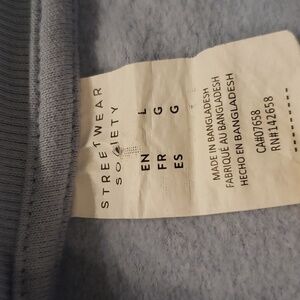 STREETWEAR
SOCIETY
EN L
FR G
ES G
MADE IN BANGLADESH
FABRIQUÉ AU BANGLADESH
HECHO EN BANGLADESH
CA#07658
RN#142658